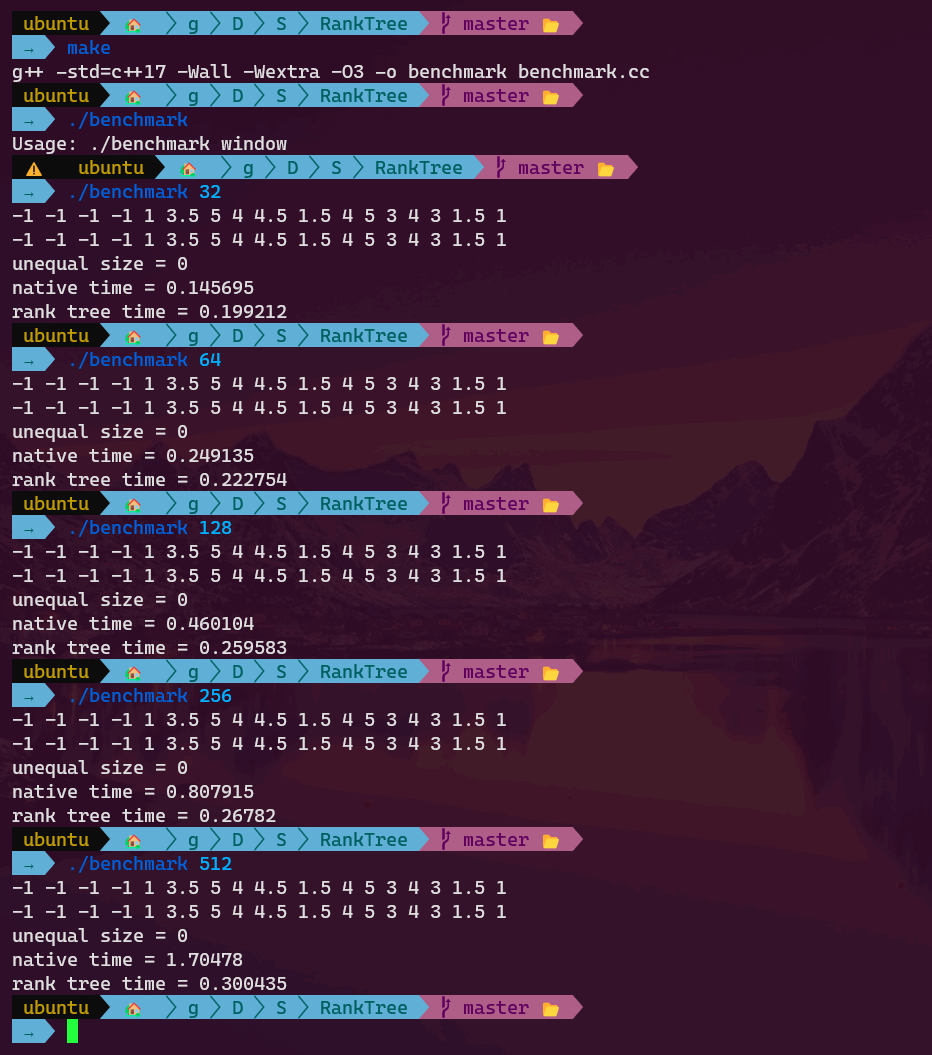 ubuntu g D S RankTree master
→ make
g++ -std=c++17 -Wall -Wextra -O3 -o benchmark benchmark.cc
ubuntu g D S RankTree master
→ ./benchmark
Usage: ./benchmark window
ubuntu g D S RankTree master
→ ./benchmark 32
-1 -1 -1 -1 1 3.5 5 4 4.5 1.5 4 5 3 4 3 1.5 1
-1 -1 -1 -1 1 3.5 5 4 4.5 1.5 4 5 3 4 3 1.5 1
unequal size = 0
native time = 0.145695
rank tree time = 0.199212
ubuntu g D S RankTree master
→ ./benchmark 64
-1 -1 -1 -1 1 3.5 5 4 4.5 1.5 4 5 3 4 3 1.5 1
-1 -1 -1 -1 1 3.5 5 4 4.5 1.5 4 5 3 4 3 1.5 1
unequal size = 0
native time = 0.249135
rank tree time = 0.222754
ubuntu g D S RankTree master
→ ./benchmark 128
-1 -1 -1 -1 1 3.5 5 4 4.5 1.5 4 5 3 4 3 1.5 1
-1 -1 -1 -1 1 3.5 5 4 4.5 1.5 4 5 3 4 3 1.5 1
unequal size = 0
native time = 0.460104
rank tree time = 0.259583
ubuntu g D S RankTree master
→ ./benchmark 256
-1 -1 -1 -1 1 3.5 5 4 4.5 1.5 4 5 3 4 3 1.5 1
-1 -1 -1 -1 1 3.5 5 4 4.5 1.5 4 5 3 4 3 1.5 1
unequal size = 0
native time = 0.807915
rank tree time = 0.26782
ubuntu g D S RankTree master
→ ./benchmark 512
-1 -1 -1 -1 1 3.5 5 4 4.5 1.5 4 5 3 4 3 1.5 1
-1 -1 -1 -1 1 3.5 5 4 4.5 1.5 4 5 3 4 3 1.5 1
unequal size = 0
native time = 1.70478
rank tree time = 0.300435
ubuntu g D S RankTree master
→